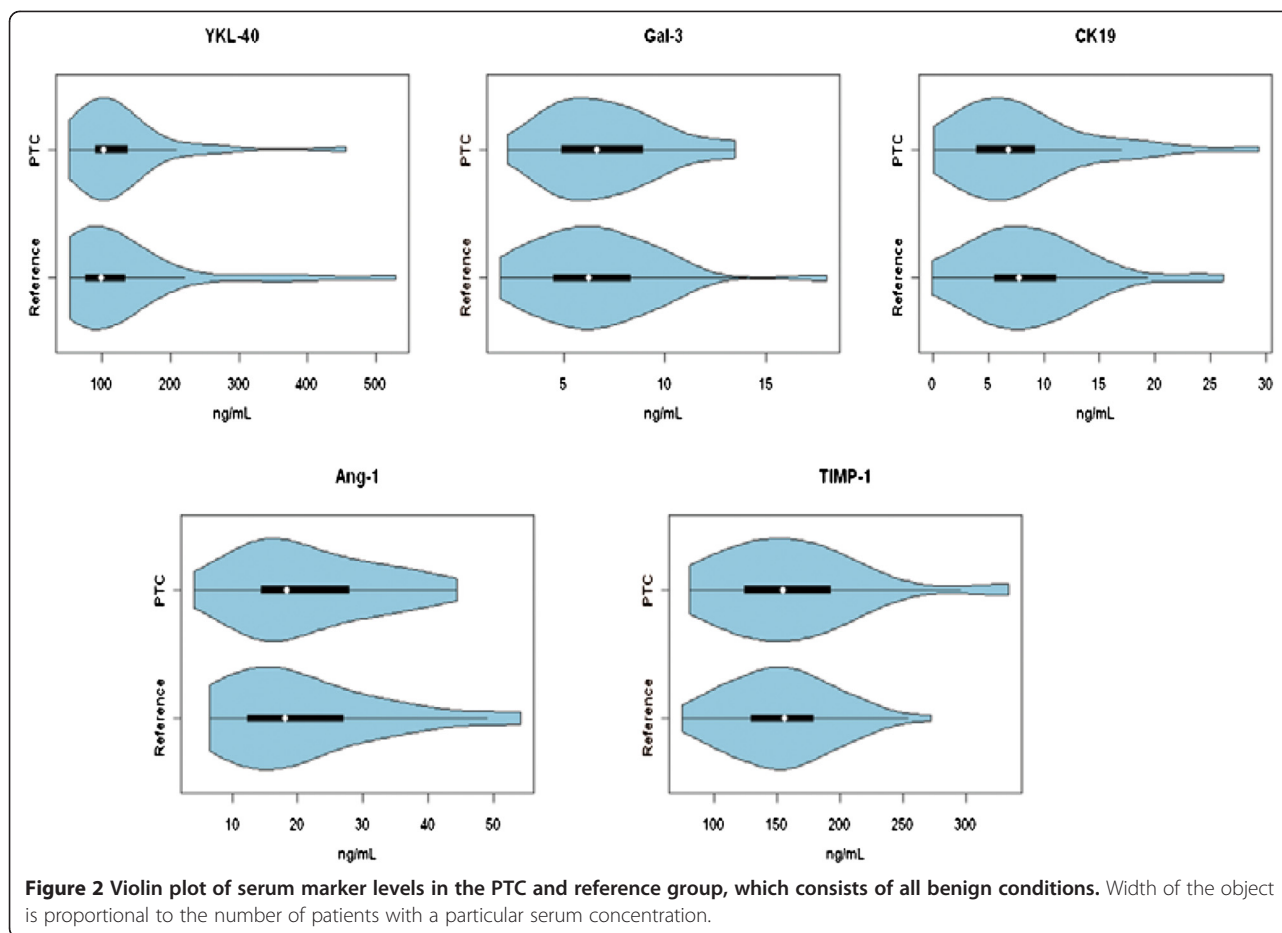 YKL-40
PTC
Reference
100 200 300 400 500
ng/mL
Gal-3
PTC
Reference
5 10 15
ng/mL
CK19
PTC
Reference
0 5 10 15 20 25 30
ng/mL
Ang-1
PTC
Reference
10 20 30 40 50
ng/mL
TIMP-1
PTC
Reference
100 150 200 250 300
ng/mL
Figure 2 Violin plot of serum marker levels in the PTC and reference group, which consists of all benign conditions. Width of the object
is proportional to the number of patients with a particular serum concentration.